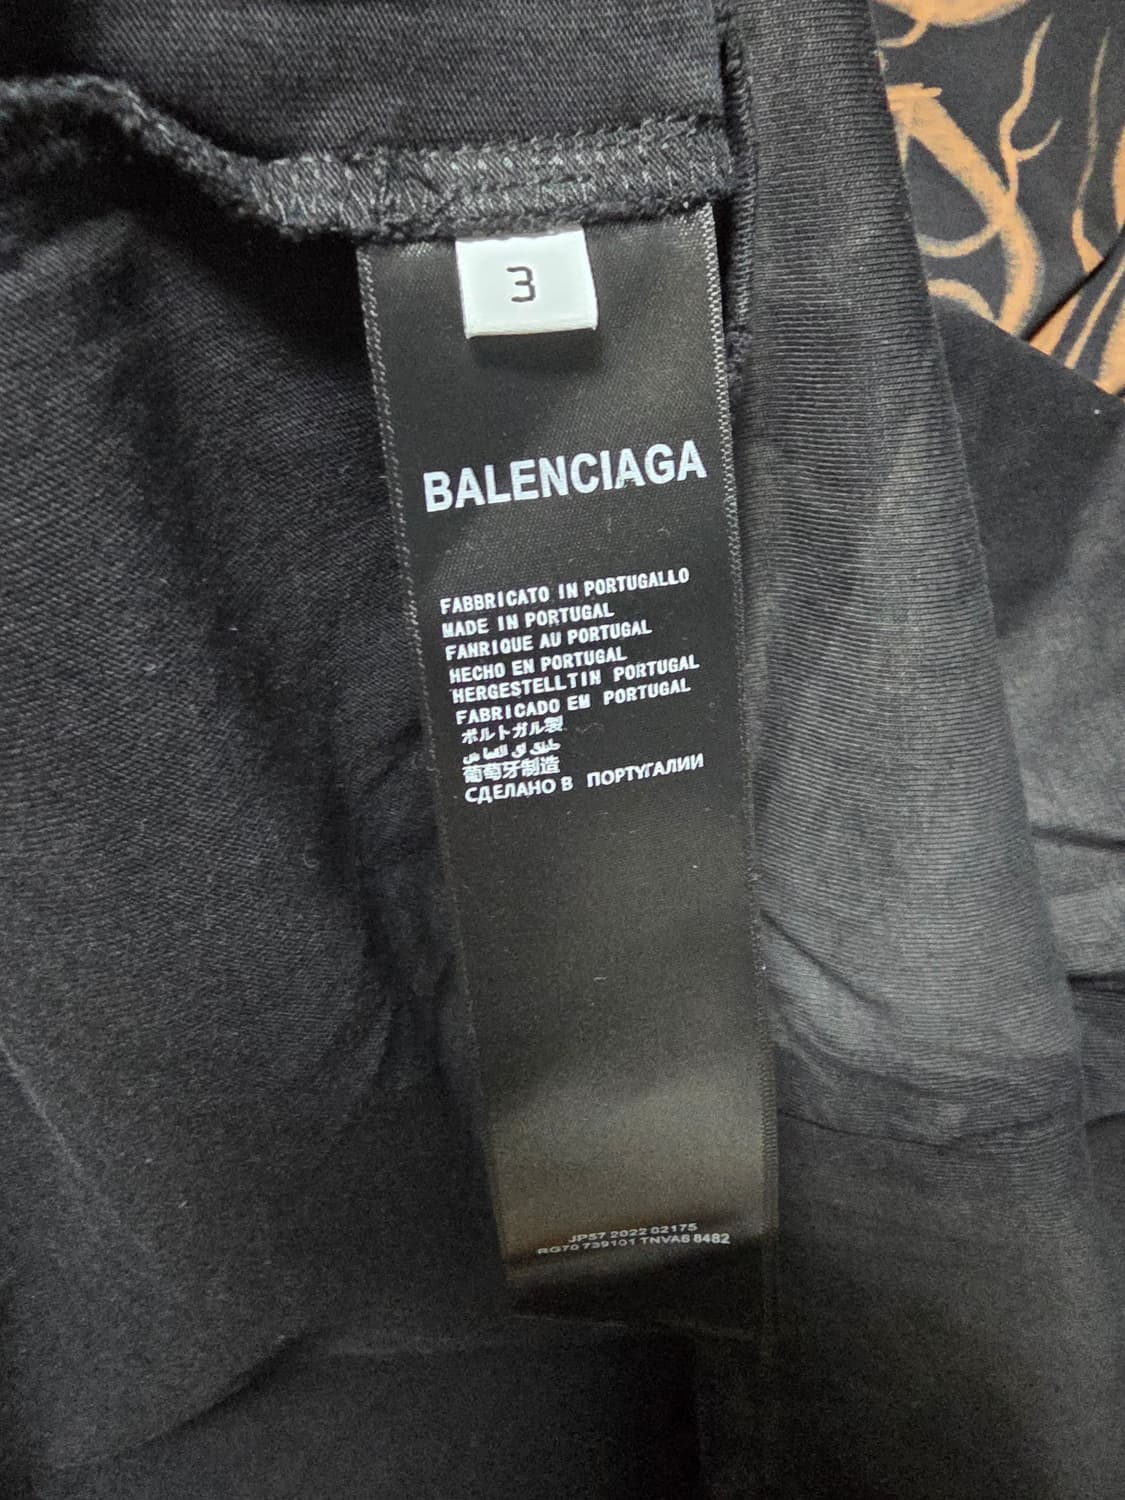 3
BALENCIAGA
FABBRICATO IN PORTUGALLO
MADE IN PORTUGAL
FANRIQUE AU PORTUGAL
HECHO EN PORTUGAL
HERGESTELLTIN PORTUGAL
FABRICADO EM PORTUGAL
ポルトガル製
葡萄牙制造
СДЕЛАНО В ПОРТУГАЛИИ
JP57 2022 02175
RG70 739101 TNVA6 8482